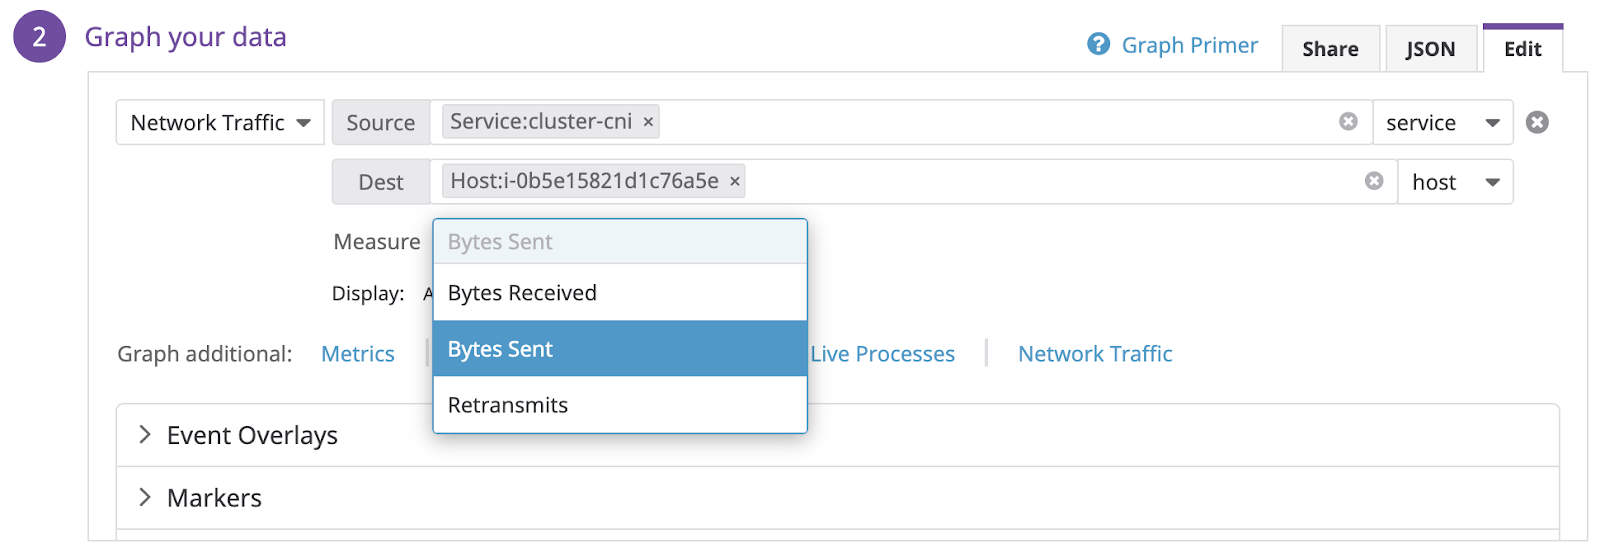 2 Graph your data
? Graph Primer Share JSON Edit
Network Traffic Source Service:cluster-cni × service
Dest Host:i-0b5e15821d1c76a5e × host
Measure Bytes Sent
Display: Bytes Received
Graph additional: Metrics Bytes Sent Live Processes Network Traffic
Retransmits
Event Overlays
Markers